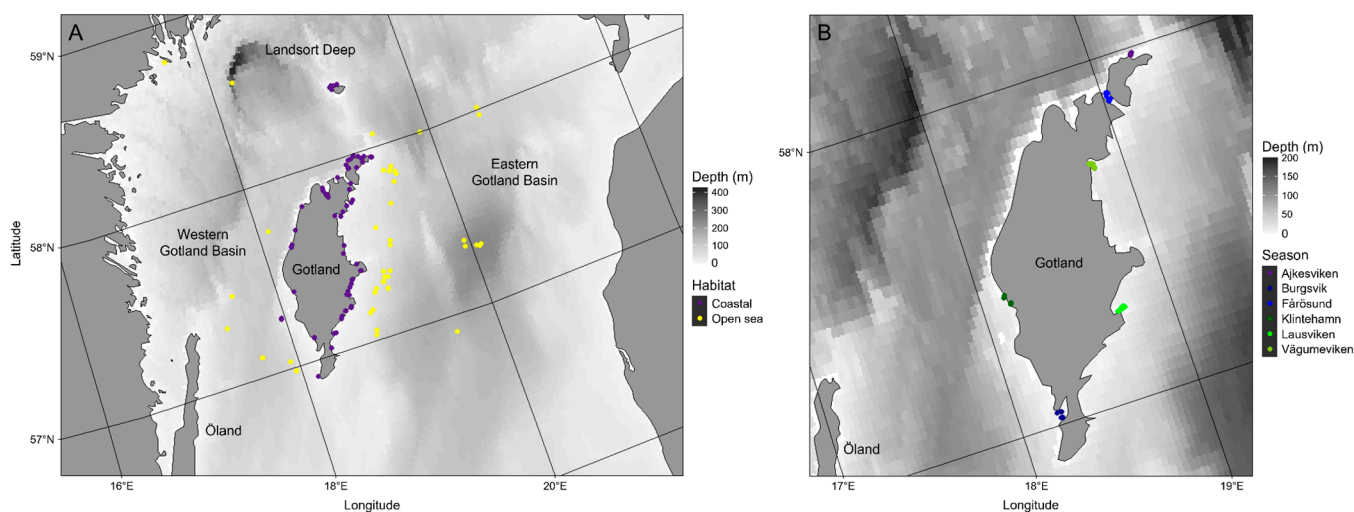 A
Landsort Deep
Eastern
Gotland Basin
Western
Gotland Basin
Gotland
Öland
59°N
58°N
57°N
16°E
18°E
20°E
Latitude
Longitude
Depth (m)
400
300
200
100
0
Habitat
Coastal
Open sea
B
Gotland
Öland
58°N
17°E
18°E
19°E
Longitude
Depth (m)
200
150
100
50
0
Season
Ajkesviken
Burgsvik
Fårösund
Klintehamn
Lausviken
Vägumeviken